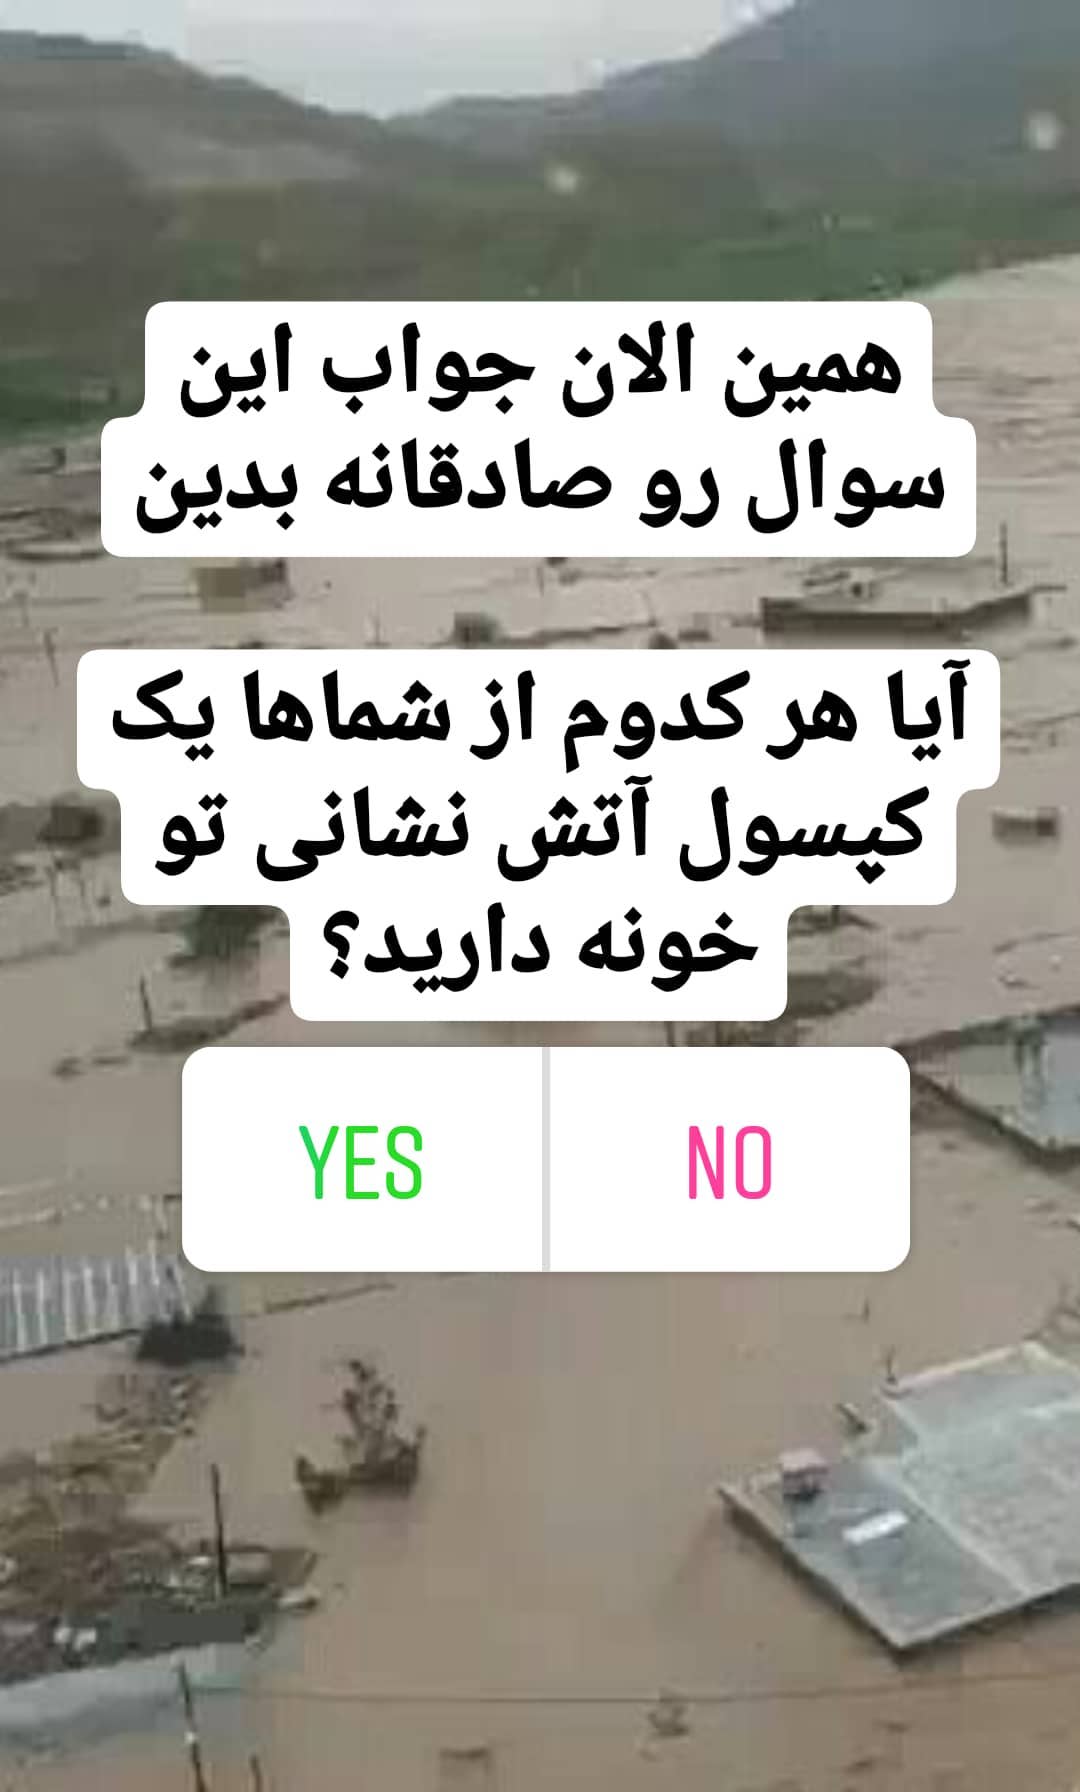 همین الان جواب این
سوال رو صادقانه بدین
آیا هر کدوم از شماها یک
کپسول آتش نشانی تو
خونه دارید؟
YES
NO